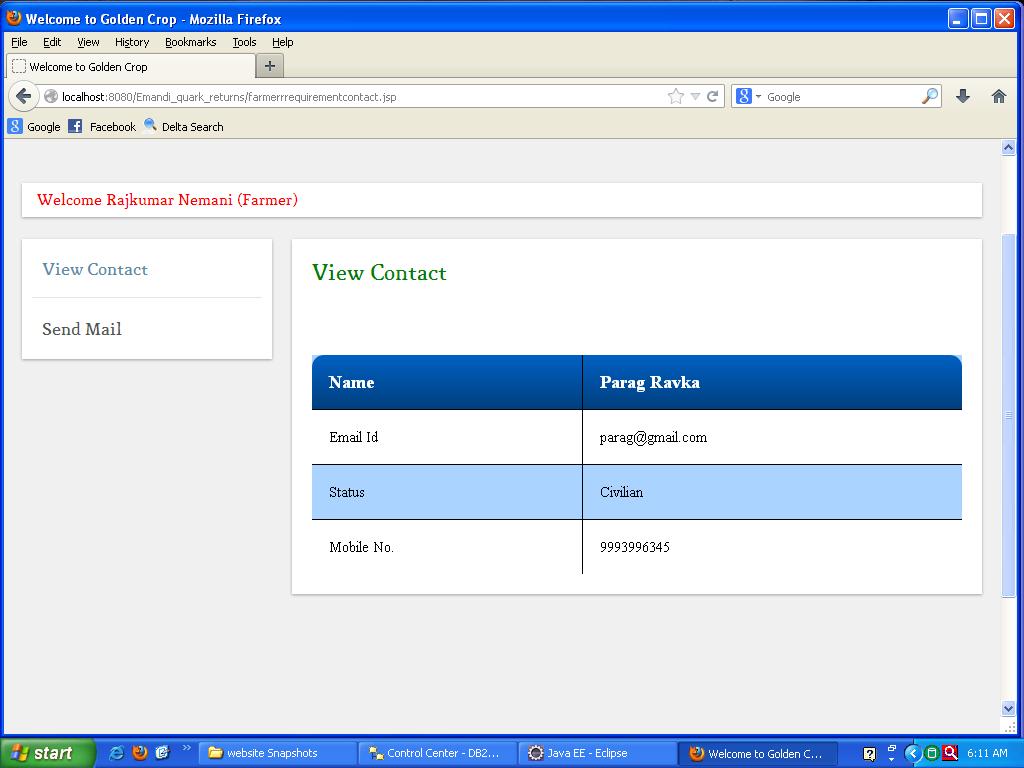 Welcome to Golden Crop - Mozilla Firefox
File Edit View History Bookmarks Tools Help
Welcome to Golden Crop +
localhost:8080/Emandi_quark_returns/farmerrrequirementcontact.jsp Google
Google Facebook Delta Search
Welcome Rajkumar Nemani (Farmer)
View Contact
Send Mail
View Contact
Name Parag Ravka
Email Id parag@gmail.com
Status Civilian
Mobile No. 9993996345
start website Snapshots Control Center - DB2... Java EE - Eclipse Welcome to Golden C... 6:11 AM